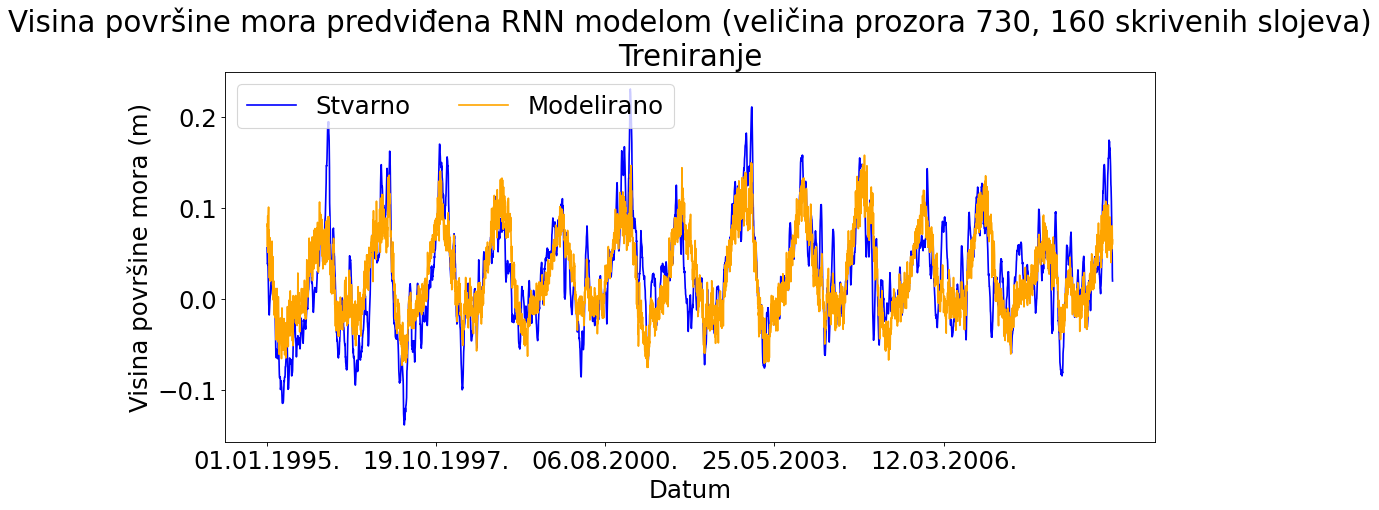 Visina površine mora predviđena RNN modelom (veličina prozora 730, 160 skrivenih slojeva)
Treniranje
Stvarno
Modelirano
Visina površine mora (m)
0.2
0.1
0.0
−0.1
01.01.1995.
19.10.1997.
06.08.2000.
25.05.2003.
12.03.2006.
Datum